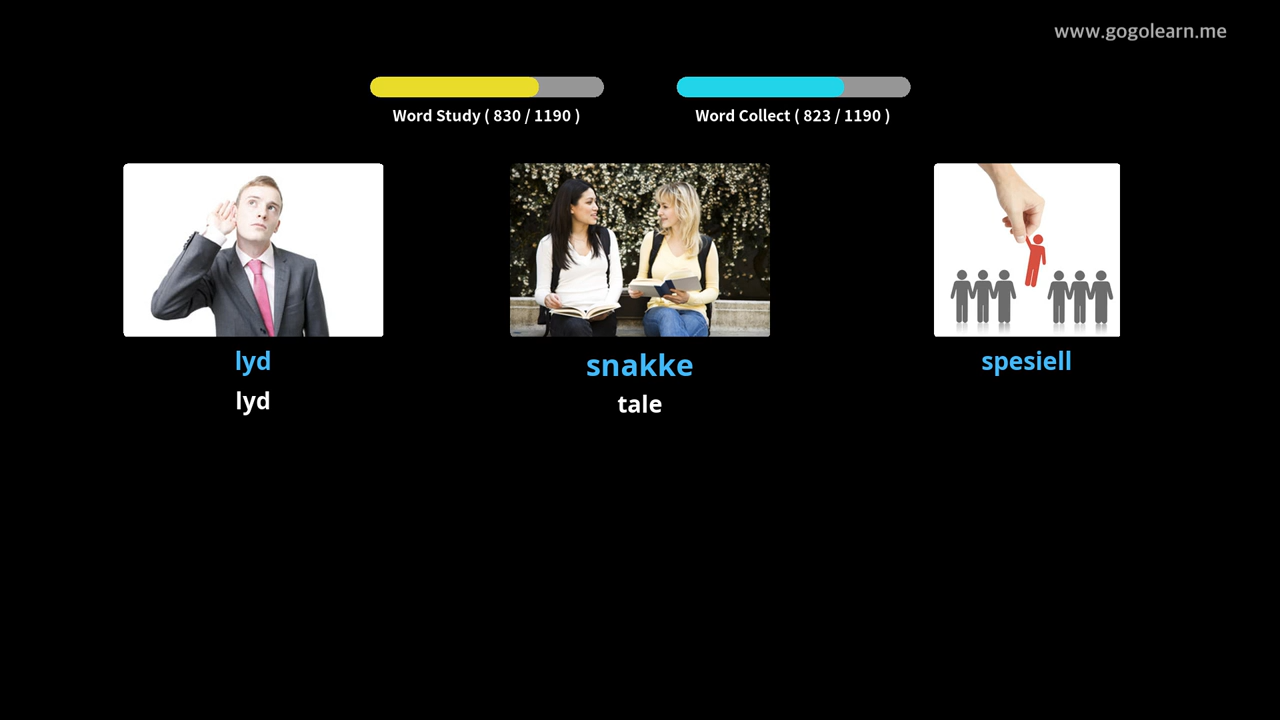 www.gogolearn.me
Word Study ( 830 / 1190 )
Word Collect ( 823 / 1190 )
lyd
snakke
spesiell
lyd
tale